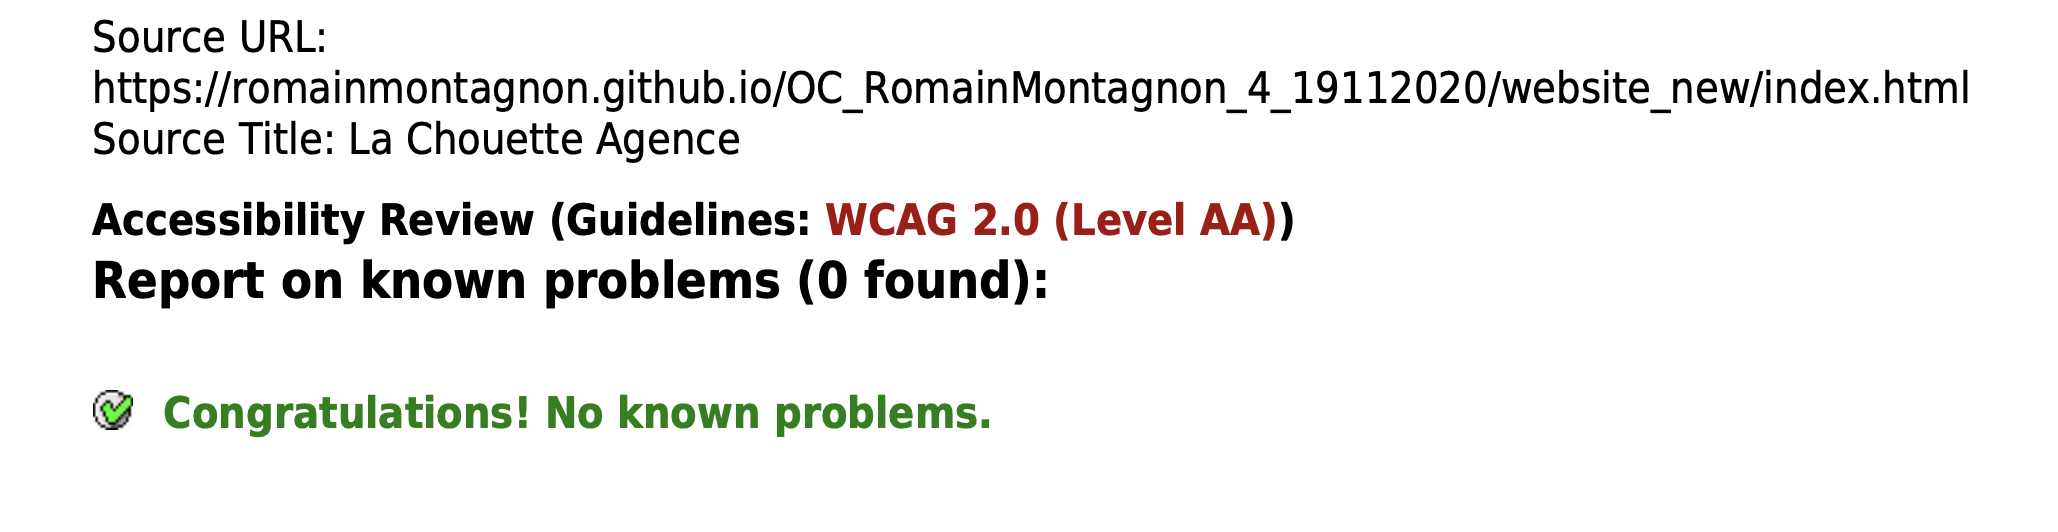 Source URL:
https://romainmontagnon.github.io/OC_RomainMontagnon_4_19112020/website_new/index.html
Source Title: La Chouette Agence
Accessibility Review (Guidelines: WCAG 2.0 (Level AA))
Report on known problems (0 found):
Congratulations! No known problems.